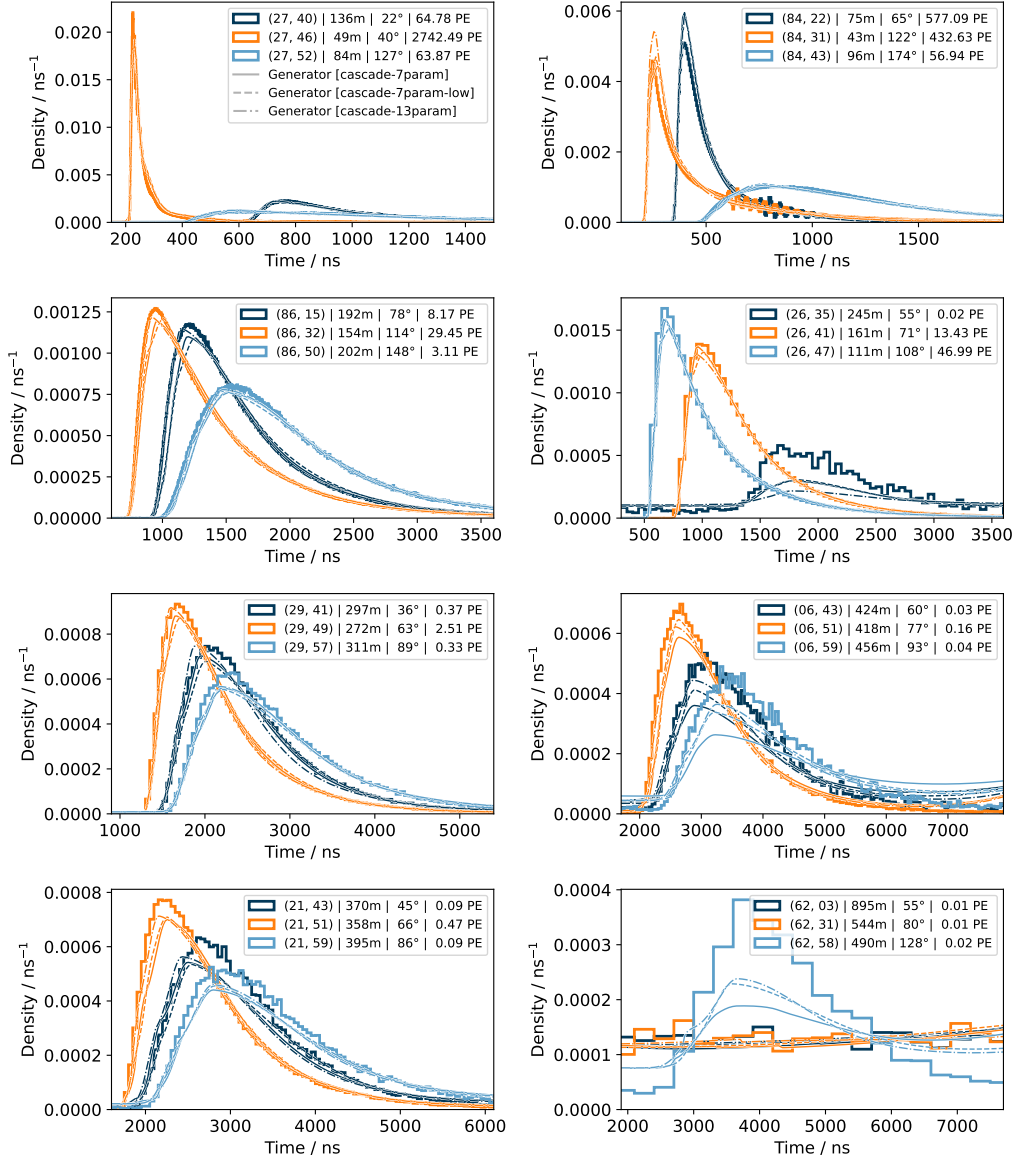 (27, 40) | 136m | 22° | 64.78 PE
(27, 46) | 49m | 40° | 2742.49 PE
(27, 52) | 84m | 127° | 63.87 PE
Generator [cascade-7param]
Generator [cascade-7param-low]
Generator [cascade-13param]
0.020
0.015
0.010
0.005
0.000
Density / ns⁻¹
200 400 600 800 1000 1200 1400
Time / ns
(84, 22) | 75m | 65° | 577.09 PE
(84, 31) | 43m | 122° | 432.63 PE
(84, 43) | 96m | 174° | 56.94 PE
0.006
0.004
0.002
0.000
Density / ns⁻¹
500 1000 1500
Time / ns
(86, 15) | 192m | 78° | 8.17 PE
(86, 32) | 154m | 114° | 29.45 PE
(86, 50) | 202m | 148° | 3.11 PE
0.00125
0.00100
0.00075
0.00050
0.00025
0.00000
Density / ns⁻¹
1000 1500 2000 2500 3000 3500
Time / ns
(26, 35) | 245m | 55° | 0.02 PE
(26, 41) | 161m | 71° | 13.43 PE
(26, 47) | 111m | 108° | 46.99 PE
0.0015
0.0010
0.0005
0.0000
Density / ns⁻¹
500 1000 1500 2000 2500 3000 3500
Time / ns
(29, 41) | 297m | 36° | 0.37 PE
(29, 49) | 272m | 63° | 2.51 PE
(29, 57) | 311m | 89° | 0.33 PE
0.0008
0.0006
0.0004
0.0002
0.0000
Density / ns⁻¹
1000 2000 3000 4000 5000
Time / ns
(06, 43) | 424m | 60° | 0.03 PE
(06, 51) | 418m | 77° | 0.16 PE
(06, 59) | 456m | 93° | 0.04 PE
0.0006
0.0004
0.0002
0.0000
Density / ns⁻¹
2000 3000 4000 5000 6000 7000
Time / ns
(21, 43) | 370m | 45° | 0.09 PE
(21, 51) | 358m | 66° | 0.47 PE
(21, 59) | 395m | 86° | 0.09 PE
0.0008
0.0006
0.0004
0.0002
0.0000
Density / ns⁻¹
2000 3000 4000 5000 6000
Time / ns
(62, 03) | 895m | 55° | 0.01 PE
(62, 31) | 544m | 80° | 0.01 PE
(62, 58) | 490m | 128° | 0.02 PE
0.0004
0.0003
0.0002
0.0001
0.0000
Density / ns⁻¹
2000 3000 4000 5000 6000 7000
Time / ns